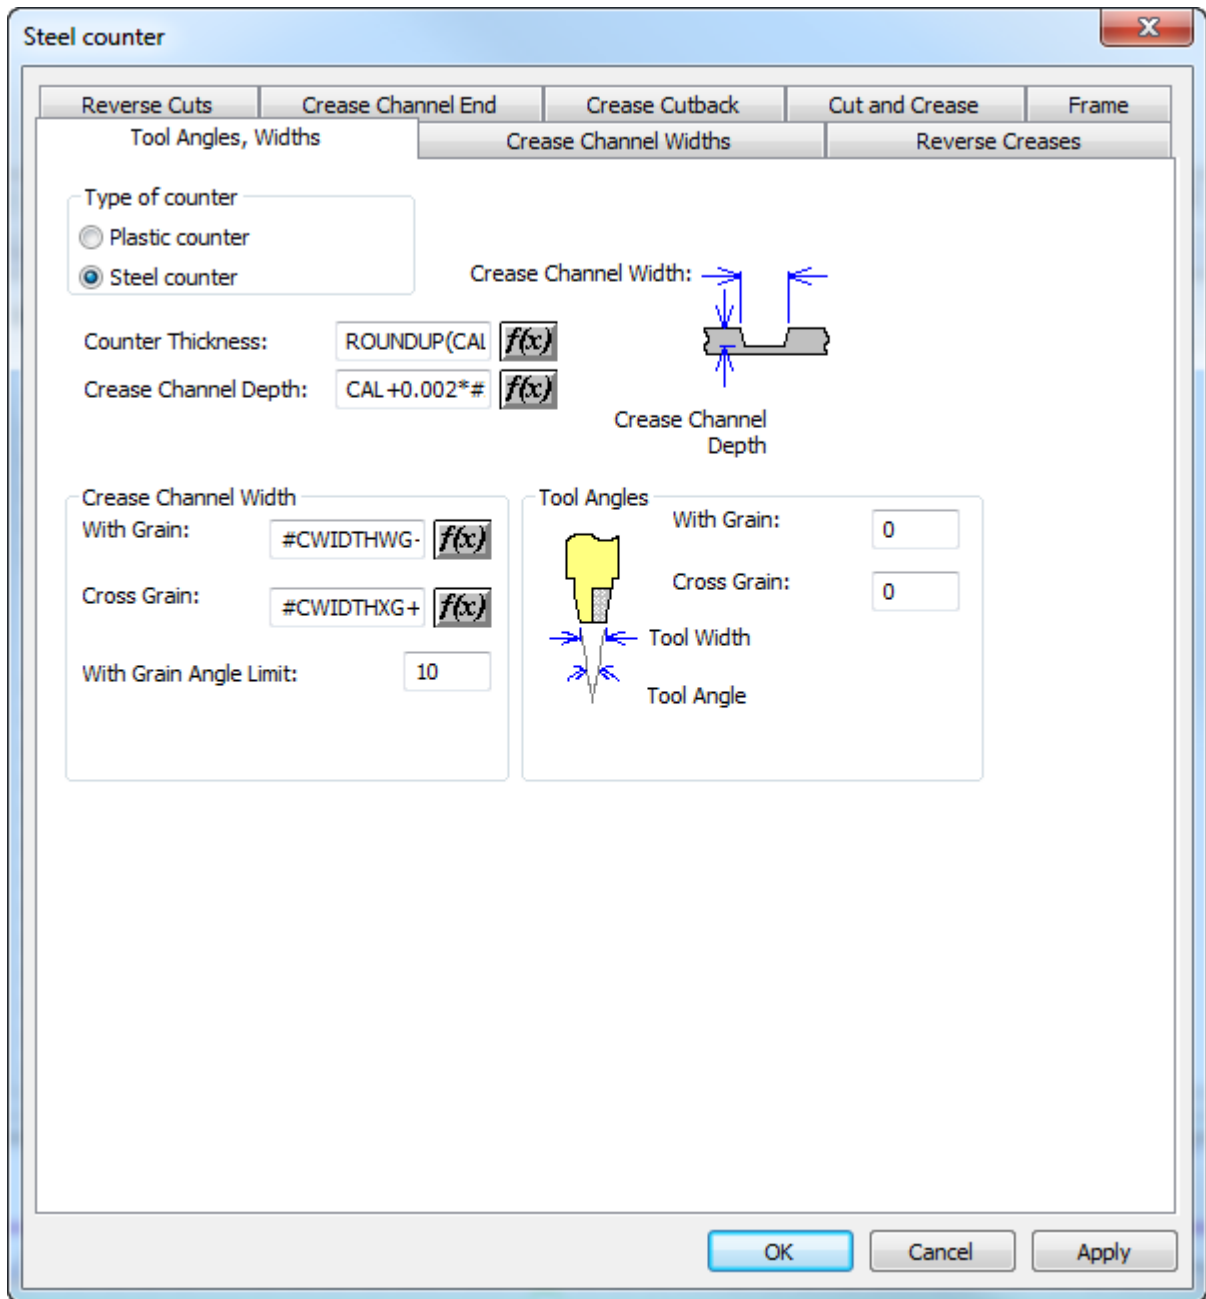 Steel counter
Reverse Cuts
Crease Channel End
Crease Cutback
Cut and Crease
Frame
Tool Angles, Widths
Crease Channel Widths
Reverse Creases
Type of counter
Plastic counter
Steel counter
Crease Channel Width:
Counter Thickness:
ROUNDUP(CAL
f(x)
Crease Channel Depth:
CAL+0.002*#
f(x)
Crease Channel
Depth
Crease Channel Width
With Grain:
#CWIDTHWG-
f(x)
Cross Grain:
#CWIDTHXG+
f(x)
With Grain Angle Limit:
10
Tool Angles
With Grain:
0
Cross Grain:
0
Tool Width
Tool Angle
OK
Cancel
Apply